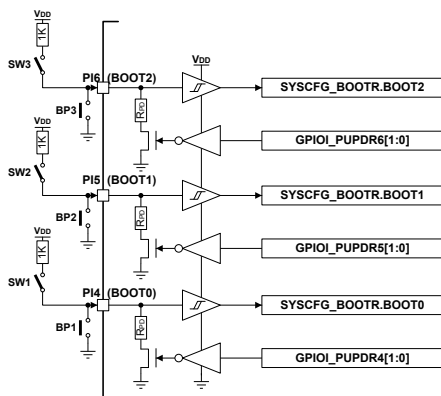 VDD
1K
SW3
PI6 (BOOT2)
VDD
BP3
RPD
SYSCFG_BOOTR.BOOT2
GPIOI_PUPDR6[1:0]
VDD
1K
SW2
PI5 (BOOT1)
BP2
RPD
SYSCFG_BOOTR.BOOT1
GPIOI_PUPDR5[1:0]
VDD
1K
SW1
PI4 (BOOT0)
BP1
RPD
SYSCFG_BOOTR.BOOT0
GPIOI_PUPDR4[1:0]